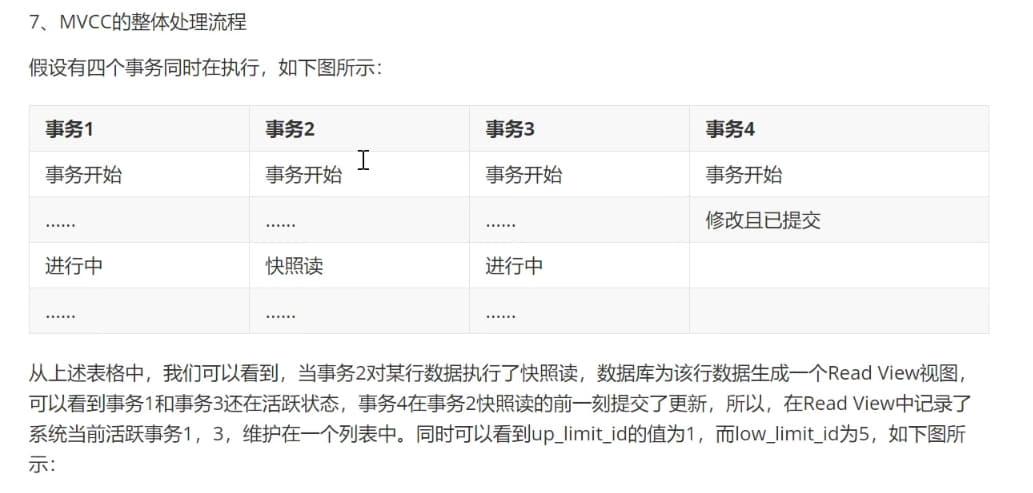 7、MVCC的整体处理流程
假设有四个事务同时在执行，如下图所示：
事务1 事务2 事务3 事务4
事务开始 事务开始 事务开始 事务开始
...... ...... ...... 修改且已提交
进行中 快照读 进行中
...... ...... ......
从上述表格中，我们可以看到，当事务2对某行数据执行了快照读，数据库为该行数据生成一个Read View视图，
可以看到事务1和事务3还在活跃状态，事务4在事务2快照读的前一刻提交了更新，所以，在Read View中记录了
系统当前活跃事务1，3，维护在一个列表中。同时可以看到up_limit_id的值为1，而low_limit_id为5，如下图所
示：